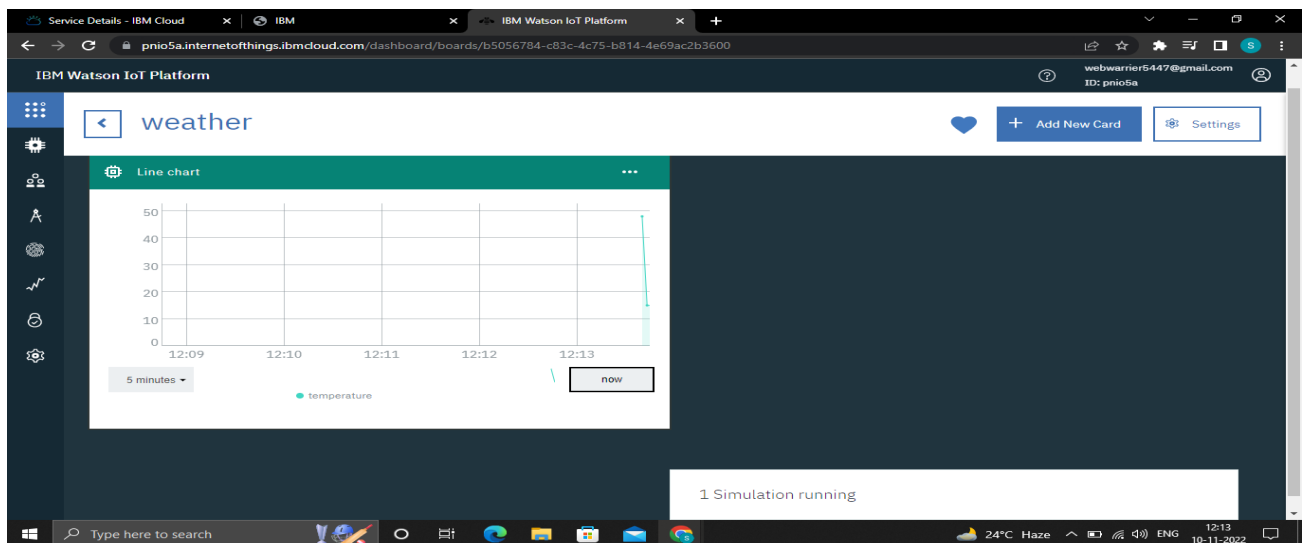 Service Details - IBM Cloud
IBM
IBM Watson IoT Platform
pnio5a.internetofthings.ibmcloud.com/dashboard/boards/b5056784-c83c-4c75-b814-4e69ac2b3600
S
IBM Watson IoT Platform
webwarrier5447@gmail.com
ID: pnio5a
weather
Add New Card
Settings
Line chart
50
40
30
20
10
0
12:09 12:10 12:11 12:12 12:13
5 minutes
now
temperature
1 Simulation running
Type here to search
24°C Haze
ENG
12:13
10-11-2022